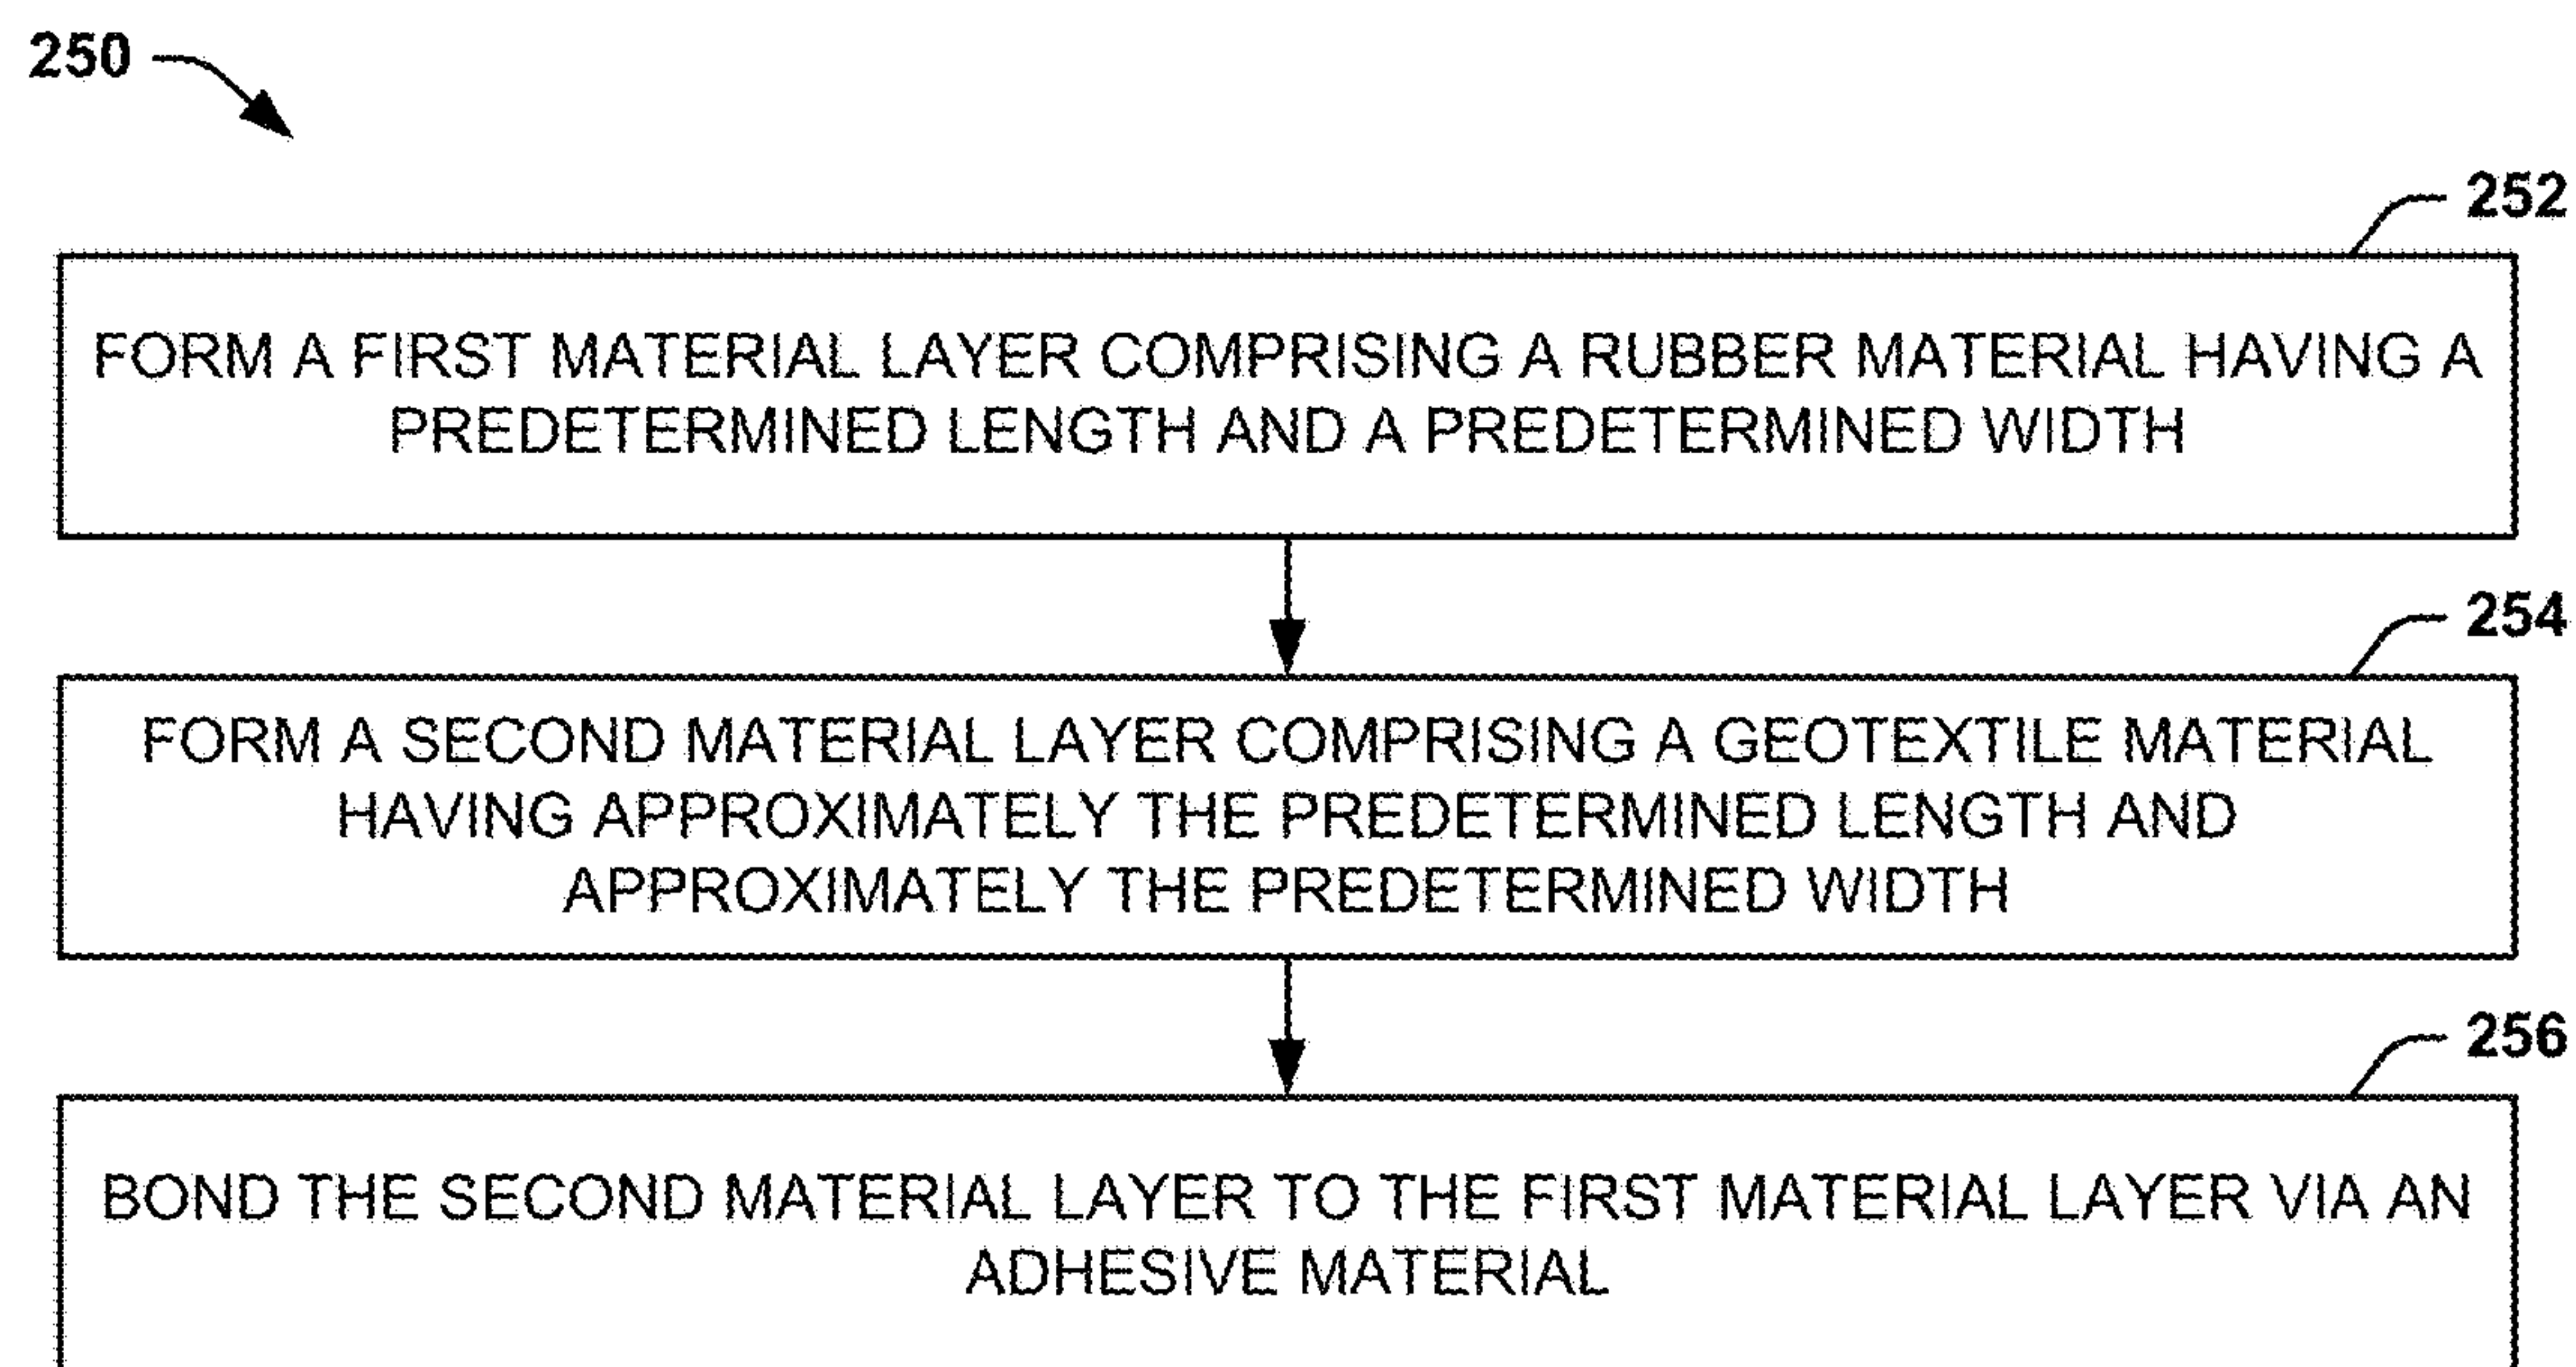 250
252
FORM A FIRST MATERIAL LAYER COMPRISING A RUBBER MATERIAL HAVING A
PREDETERMINED LENGTH AND A PREDETERMINED WIDTH
254
FORM A SECOND MATERIAL LAYER COMPRISING A GEOTEXTILE MATERIAL
HAVING APPROXIMATELY THE PREDETERMINED LENGTH AND
APPROXIMATELY THE PREDETERMINED WIDTH
256
BOND THE SECOND MATERIAL LAYER TO THE FIRST MATERIAL LAYER VIA AN
ADHESIVE MATERIAL